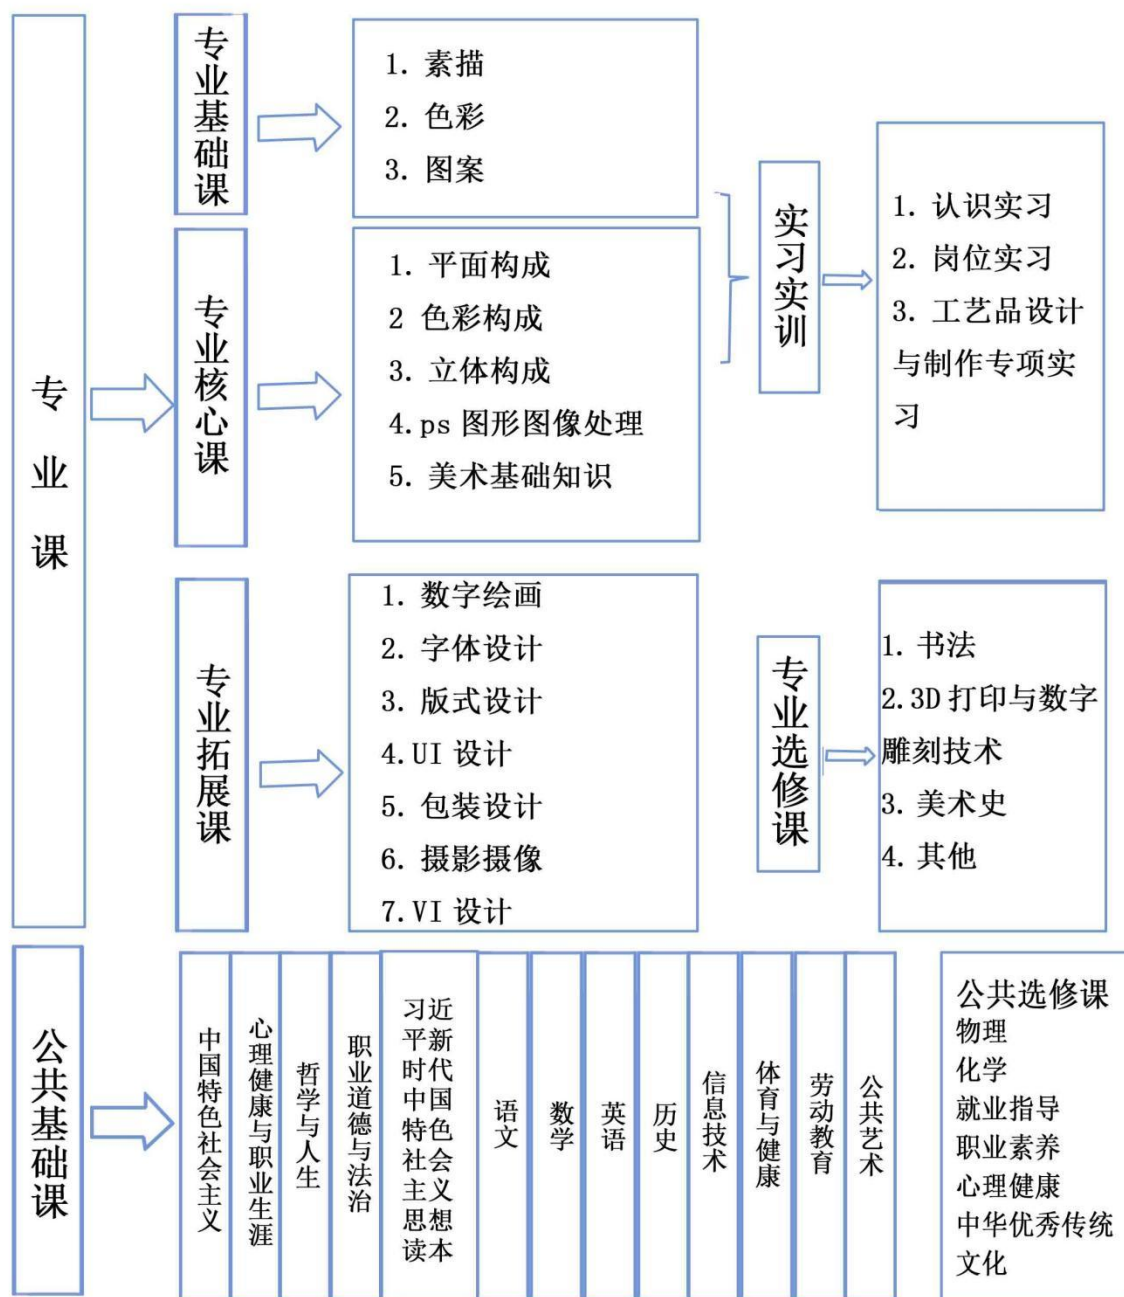 专业课
专业基础课
1. 素描
2. 色彩
3. 图案
专业核心课
1. 平面构成
2 色彩构成
3. 立体构成
4.ps 图形图像处理
5. 美术基础知识
实习实训
1. 认识实习
2. 岗位实习
3. 工艺品设计
与制作专项实
习
专业拓展课
1. 数字绘画
2. 字体设计
3. 版式设计
4.UI 设计
5. 包装设计
6. 摄影摄像
7.VI 设计
专业选修课
1. 书法
2.3D 打印与数字
雕刻技术
3. 美术史
4. 其他
公共基础课
中国特色社会主义
心理健康与职业生涯
哲学与人生
职业道德与法治
习近
平新
时代
中国
特色
社会
主义
思想
读本
语文
数学
英语
历史
信息技术
体育与健康
劳动教育
公共艺术
公共选修课
物理
化学
就业指导
职业素养
心理健康
中华优秀传统
文化